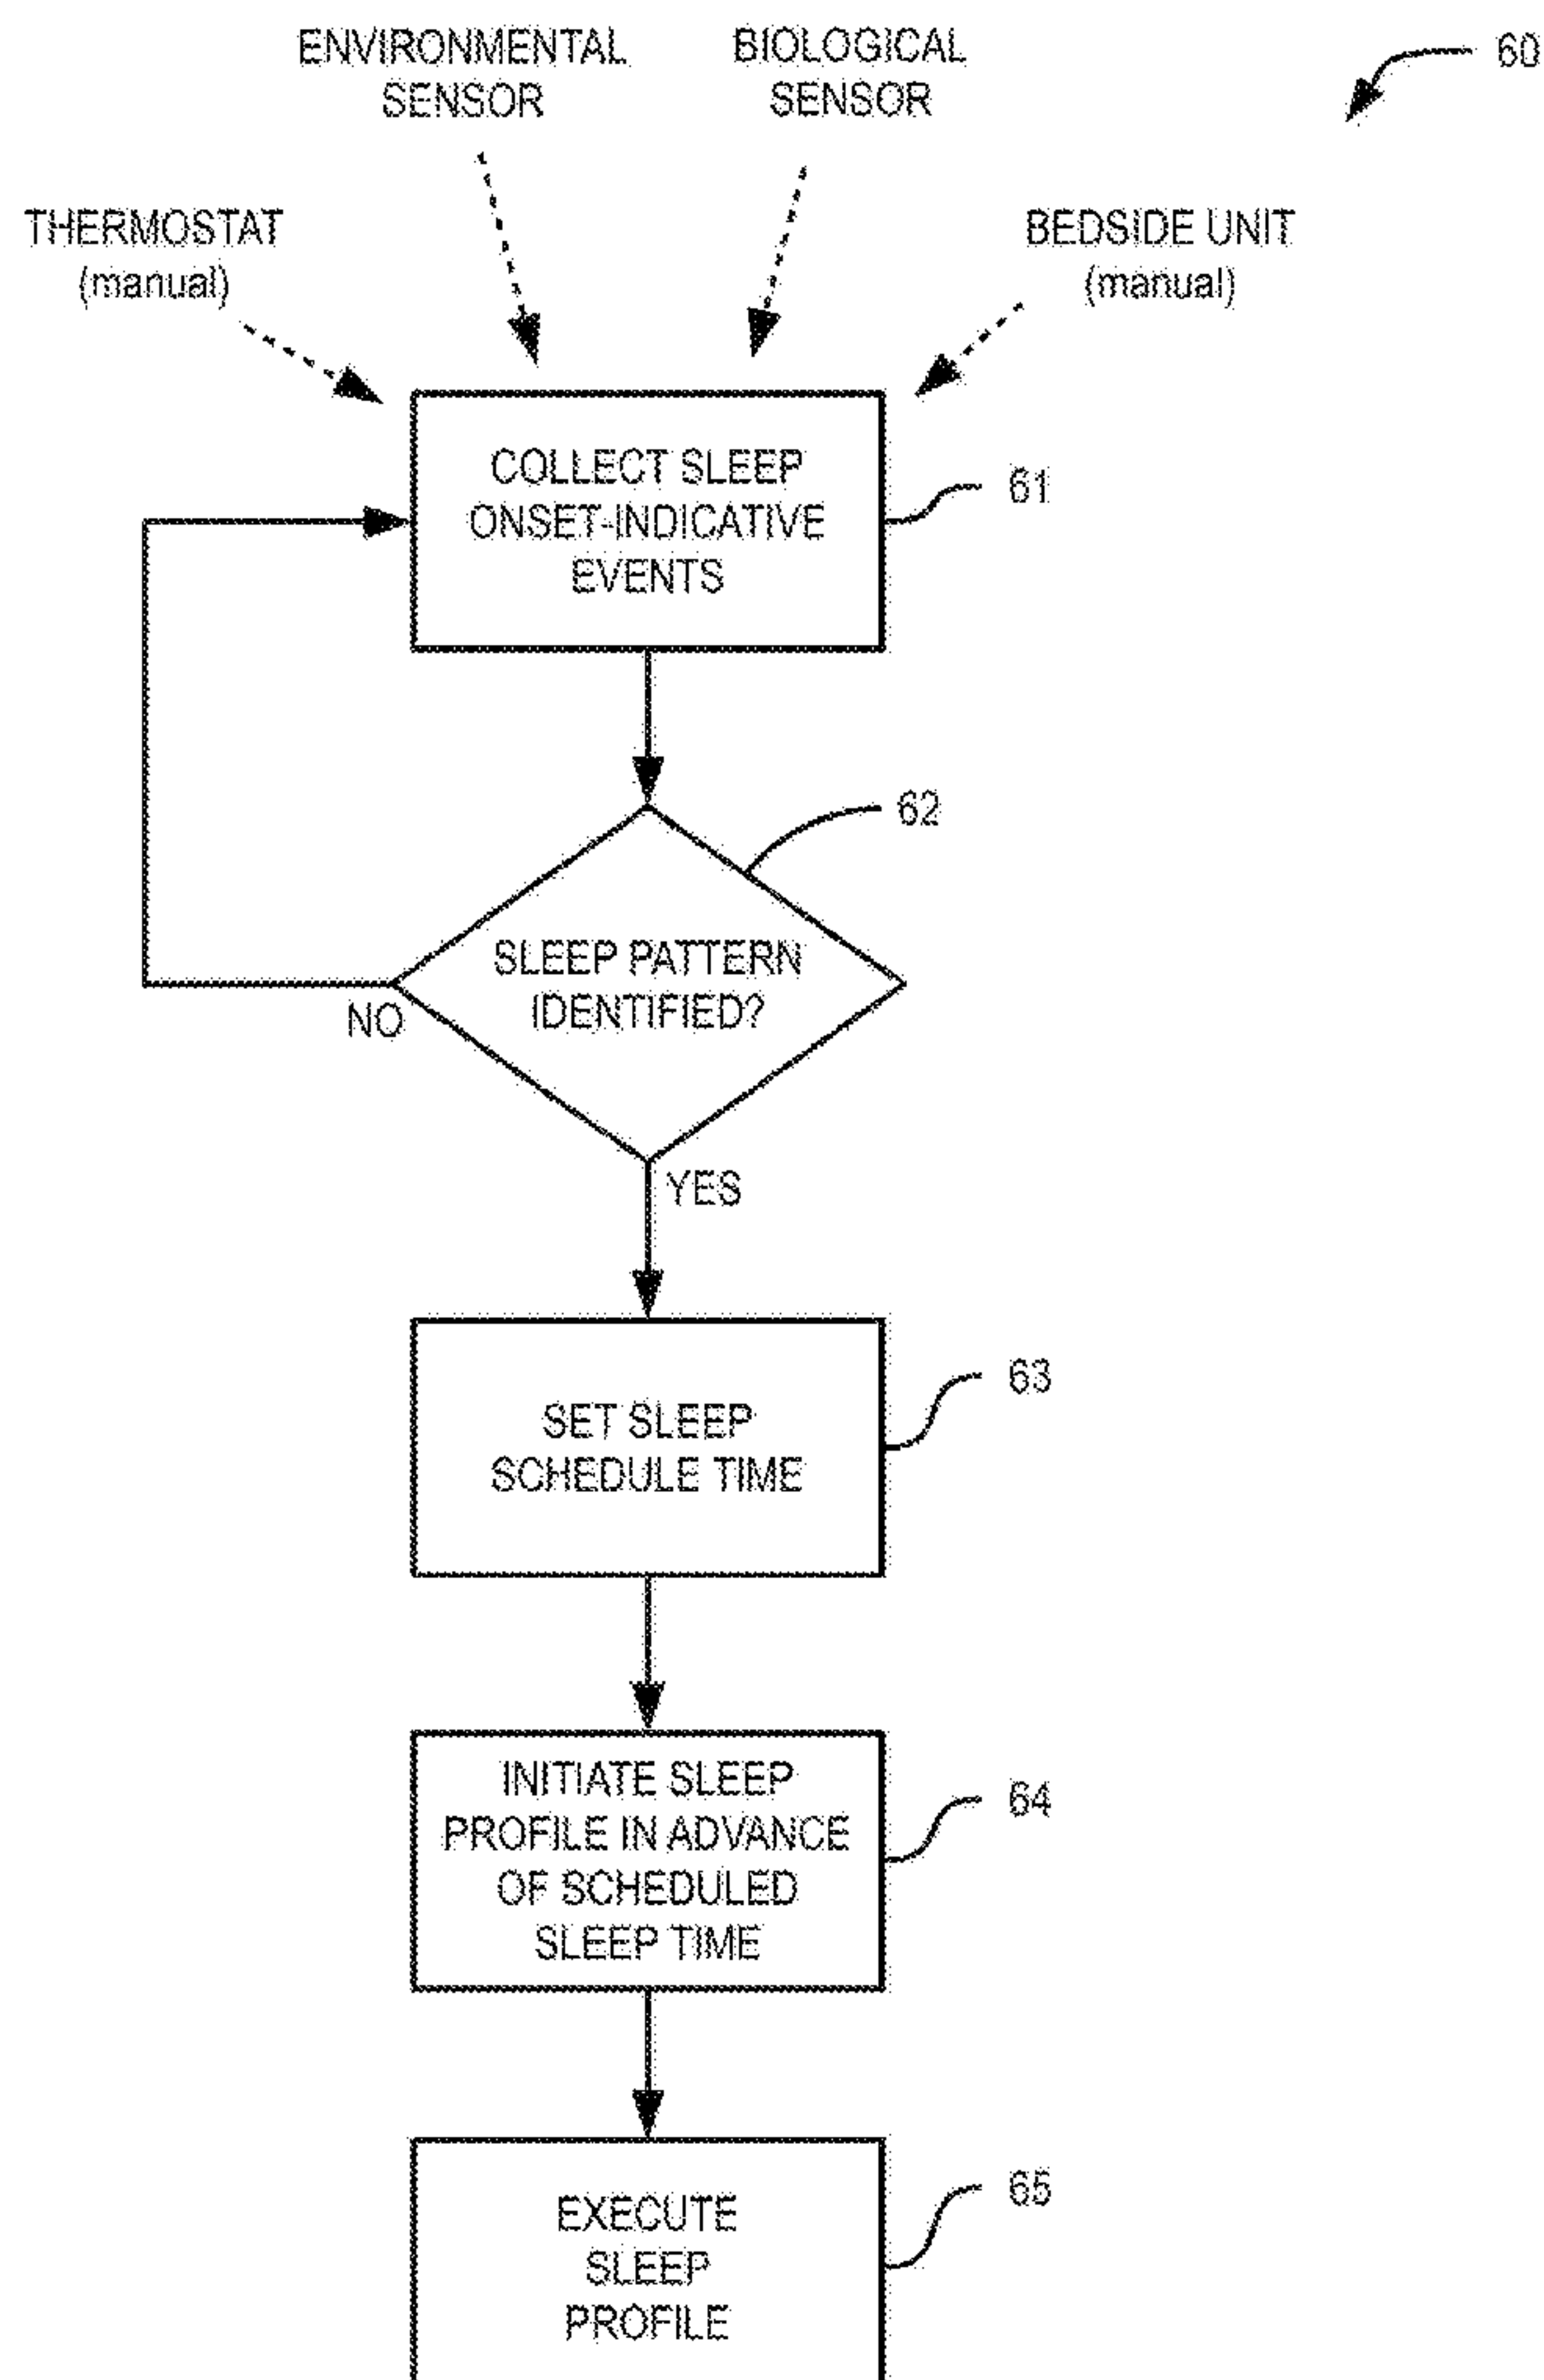 ENVIRONMENTAL
SENSOR
BIOLOGICAL
SENSOR
60
THERMOSTAT
(manual)
BEDSIDE UNIT
(manual)
COLLECT SLEEP
ONSET-INDICATIVE
EVENTS
61
62
SLEEP PATTERN
IDENTIFIED?
NO
YES
63
SET SLEEP
SCHEDULE TIME
64
INITIATE SLEEP
PROFILE IN ADVANCE
OF SCHEDULED
SLEEP TIME
65
EXECUTE
SLEEP
PROFILE